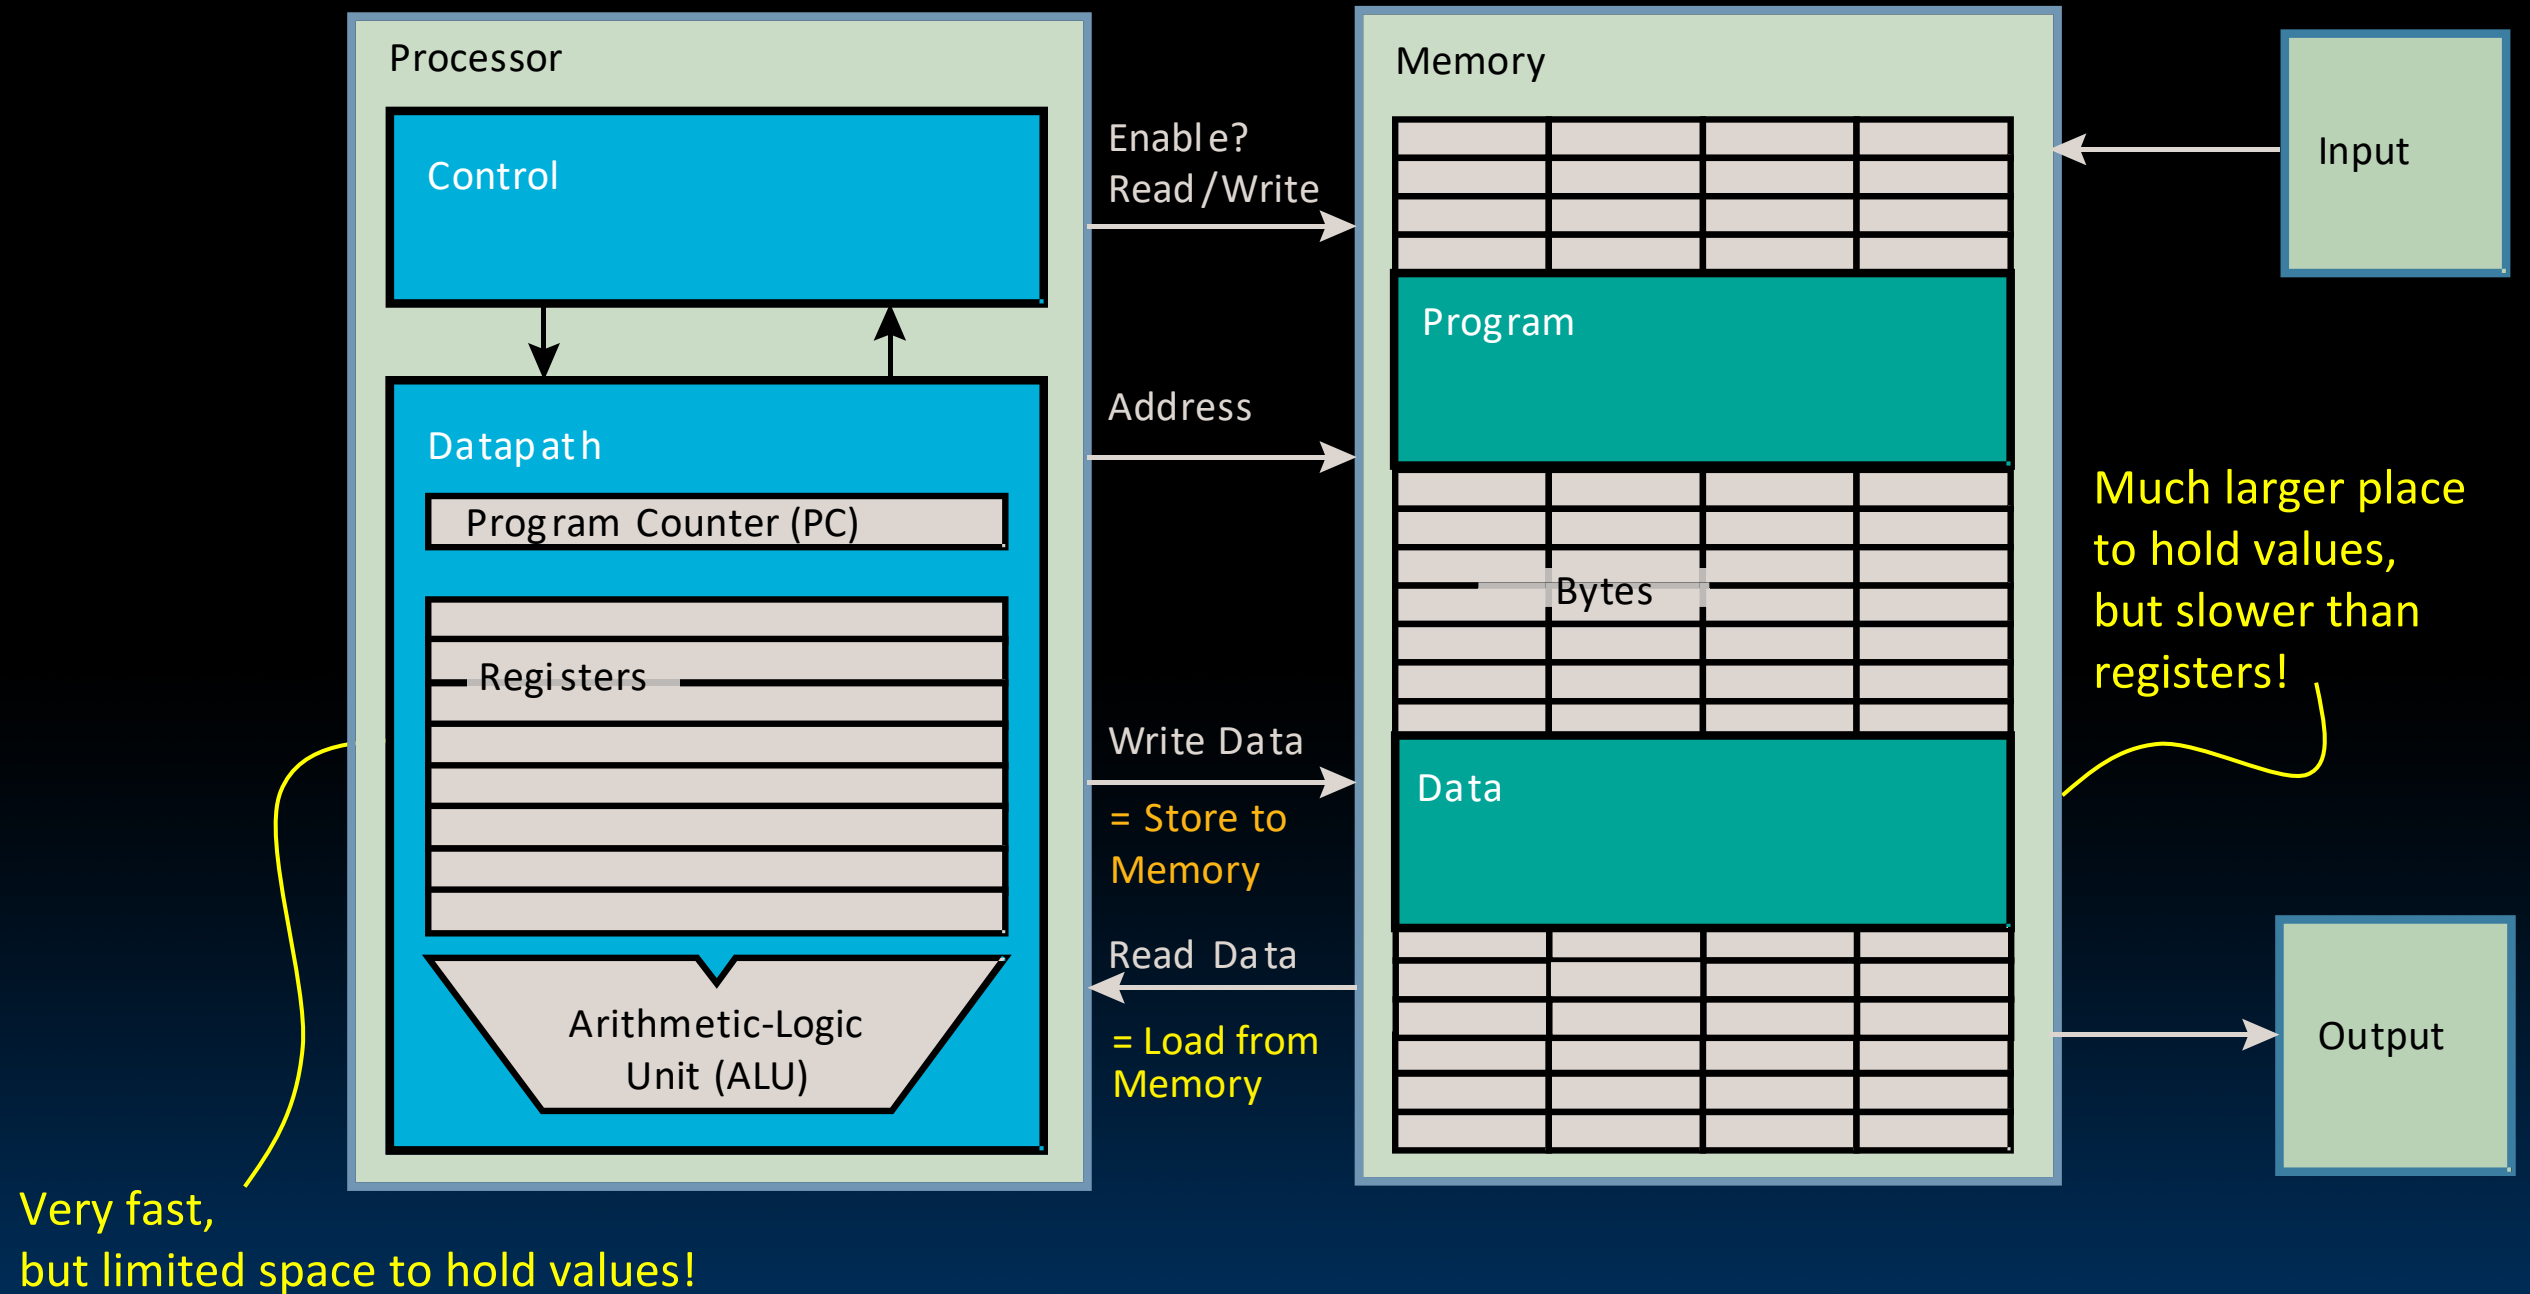 Processor
Control
Datapath
Program Counter (PC)
Registers
Arithmetic-Logic
Unit (ALU)
Very fast,
but limited space to hold values!
Enable?
Read/Write
Address
Write Data
= Store to
Memory
Read Data
= Load from
Memory
Memory
Program
Bytes
Data
Input
Much larger place
to hold values,
but slower than
registers!
Output